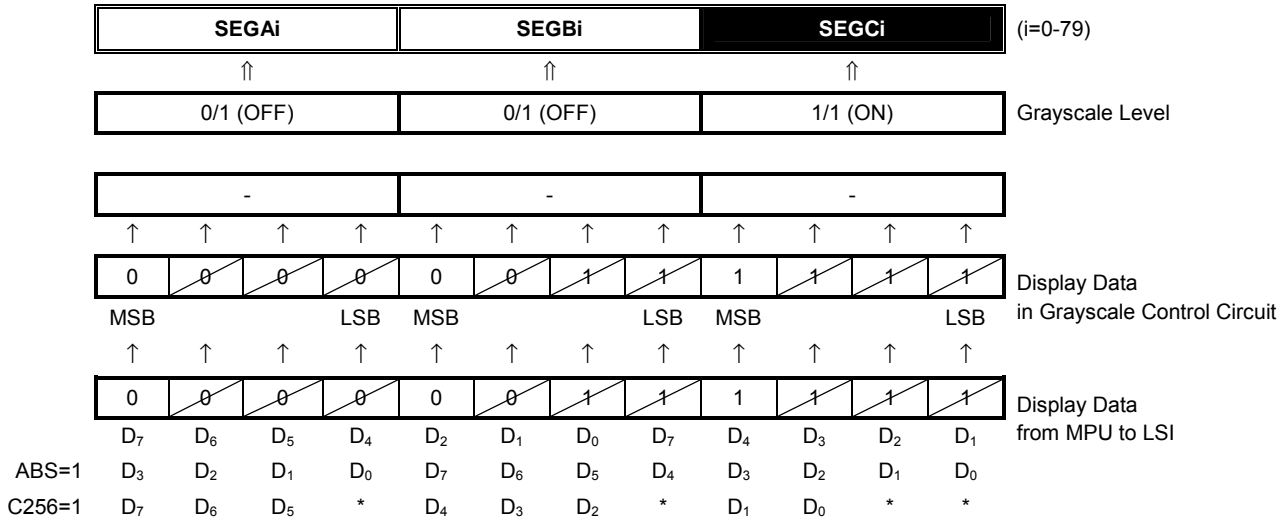 SEGAi SEGBi SEGCi (i=0-79)
⇑ ⇑ ⇑
0/1 (OFF) 0/1 (OFF) 1/1 (ON) Grayscale Level
- - -
↑ ↑ ↑ ↑ ↑ ↑ ↑ ↑ ↑ ↑ ↑ ↑
0 0 0 0 0 0 1 1 1 1 1 1 Display Data
in Grayscale Control Circuit
MSB LSB MSB LSB MSB LSB
↑ ↑ ↑ ↑ ↑ ↑ ↑ ↑ ↑ ↑ ↑ ↑
0 0 0 0 0 0 1 1 1 1 1 1 Display Data
from MPU to LSI
D₇ D₆ D₅ D₄ D₂ D₁ D₀ D₇ D₄ D₃ D₂ D₁
ABS=1 D₃ D₂ D₁ D₀ D₇ D₆ D₅ D₄ D₃ D₂ D₁ D₀
C256=1 D₇ D₆ D₅ * D₄ D₃ D₂ * D₁ D₀ * *